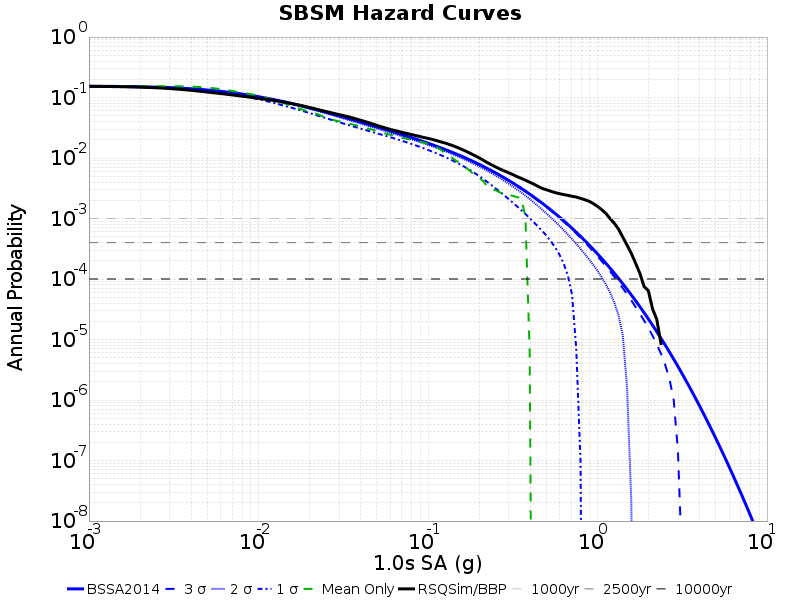 SBSM Hazard Curves
10^0
10^-1
10^-2
10^-3
10^-4
10^-5
10^-6
10^-7
10^-8
Annual Probability
10^-3 10^-2 10^-1 10^0 10^1
1.0s SA (g)
BSSA2014 3 σ 2 σ 1 σ Mean Only RSQSim/BBP 1000yr 2500yr 10000yr